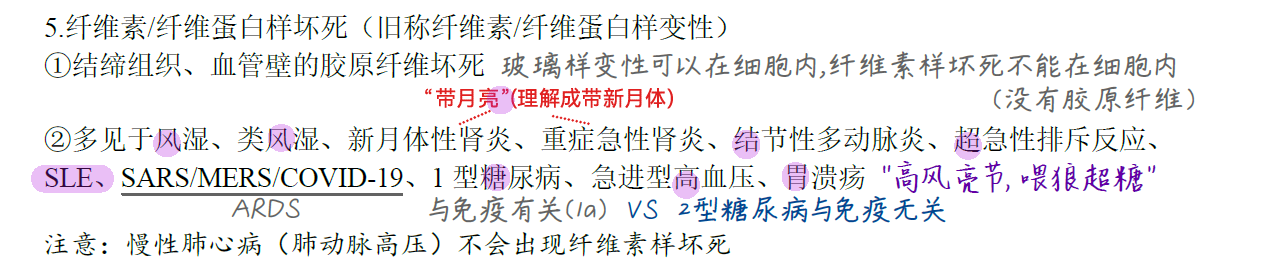 5.纤维素/纤维蛋白样坏死（旧称纤维素/纤维蛋白样变性）
①结缔组织、血管壁的胶原纤维坏死 玻璃样变性可以在细胞内,纤维素样坏死不能在细胞内
“带月亮”(理解成带新月体) （没有胶原纤维）
②多见于风湿、类风湿、新月体性肾炎、重症急性肾炎、结节性多动脉炎、超急性排斥反应、
SLE、SARS/MERS/COVID-19、1 型糖尿病、急进型高血压、胃溃疡 "高风亮节,喂狼超糖"
ARDS 与免疫有关(Ia) VS 2型糖尿病与免疫无关
注意：慢性肺心病（肺动脉高压）不会出现纤维素样坏死